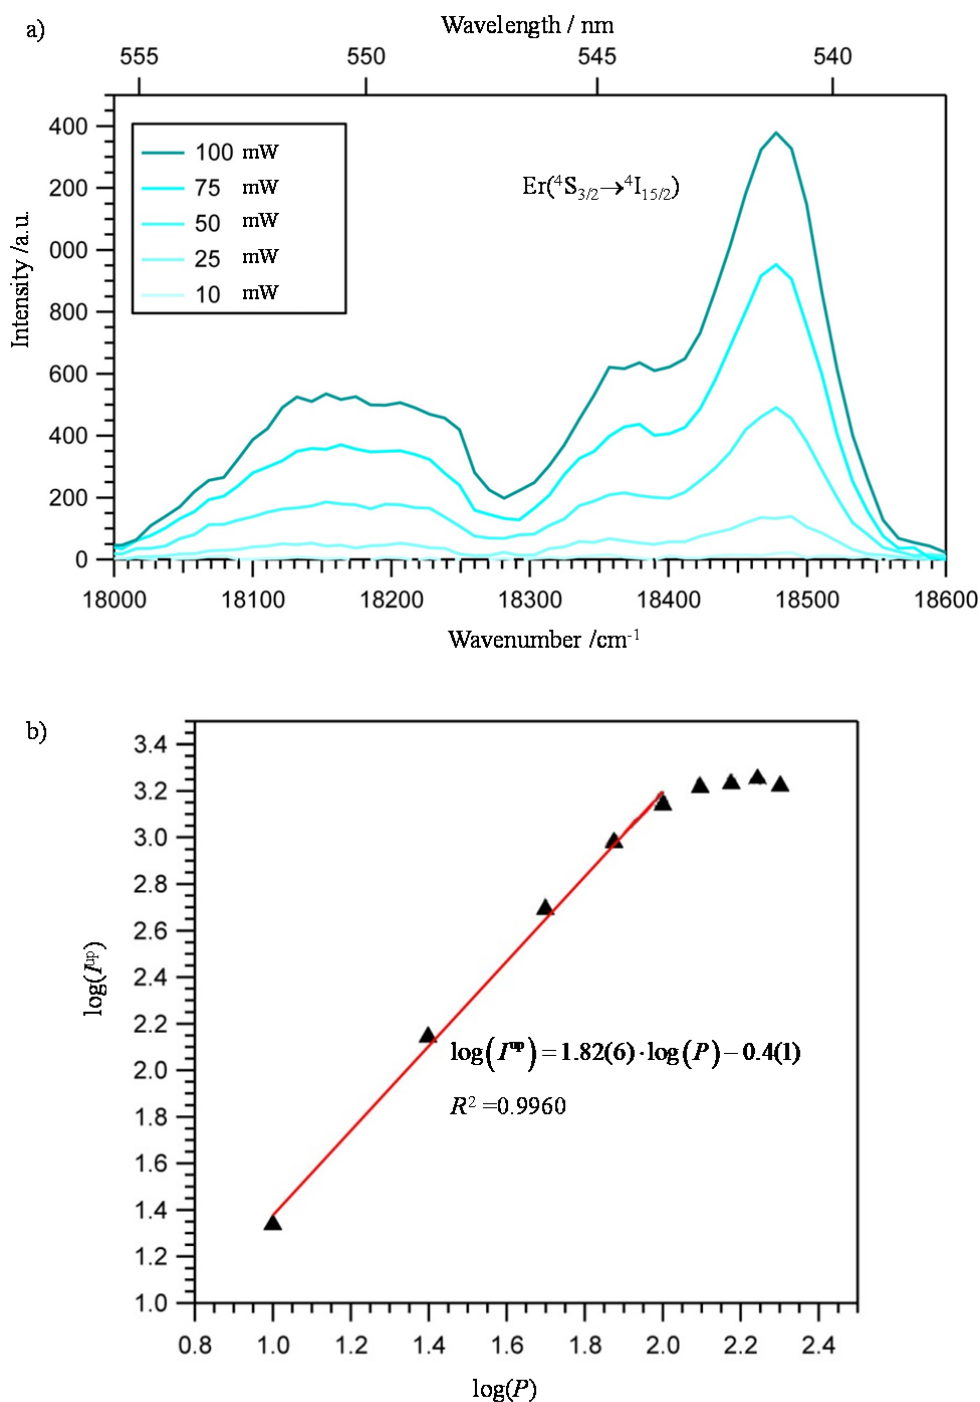 a)
Wavelength / nm
555 550 545 540
400
200
000
800
600
400
200
0
Intensity /a.u.
100 mW
75 mW
50 mW
25 mW
10 mW
Er(⁴S₃/₂→⁴I₁₅/₂)
18000 18100 18200 18300 18400 18500 18600
Wavenumber /cm⁻¹
b)
3.4
3.2
3.0
2.8
2.6
2.4
2.2
2.0
1.8
1.6
1.4
1.2
1.0
log(Iᵘᵖ)
log(Iᵘᵖ) = 1.82(6)·log(P) − 0.4(1)
R² =0.9960
0.8 1.0 1.2 1.4 1.6 1.8 2.0 2.2 2.4
log(P)